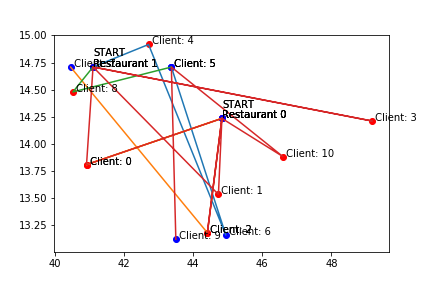 15.00
14.75
14.50
14.25
14.00
13.75
13.50
13.25
Client: 4
START
Restaurant 1
Client: 5
Client: 8
START
Restaurant 0
Client: 3
Client: 10
Client: 0
Client: 1
Client: 2
Client: 9
Client: 6
40
42
44
46
48